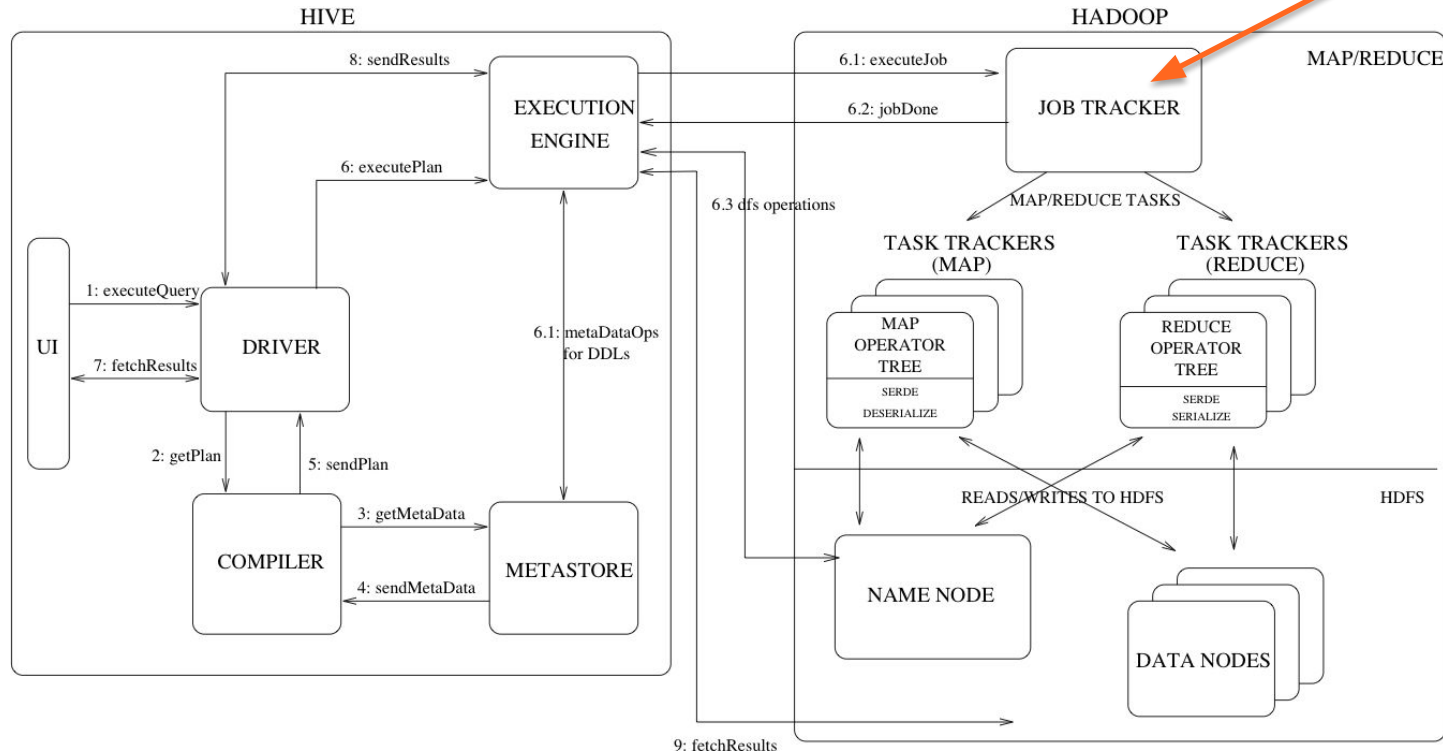 HIVE
HADOOP
8: sendResults
6.1: executeJob
MAP/REDUCE
EXECUTION
ENGINE
6.2: jobDone
JOB TRACKER
6: executePlan
6.3 dfs operations
MAP/REDUCE TASKS
TASK TRACKERS
(MAP)
TASK TRACKERS
(REDUCE)
1: executeQuery
UI
DRIVER
6.1: metaDataOps
for DDLs
7: fetchResults
MAP
OPERATOR
TREE
SERDE
DESERIALIZE
REDUCE
OPERATOR
TREE
SERDE
SERIALIZE
2: getPlan
5: sendPlan
READS/WRITES TO HDFS
HDFS
3: getMetaData
COMPILER
METASTORE
4: sendMetaData
NAME NODE
DATA NODES
9: fetchResults